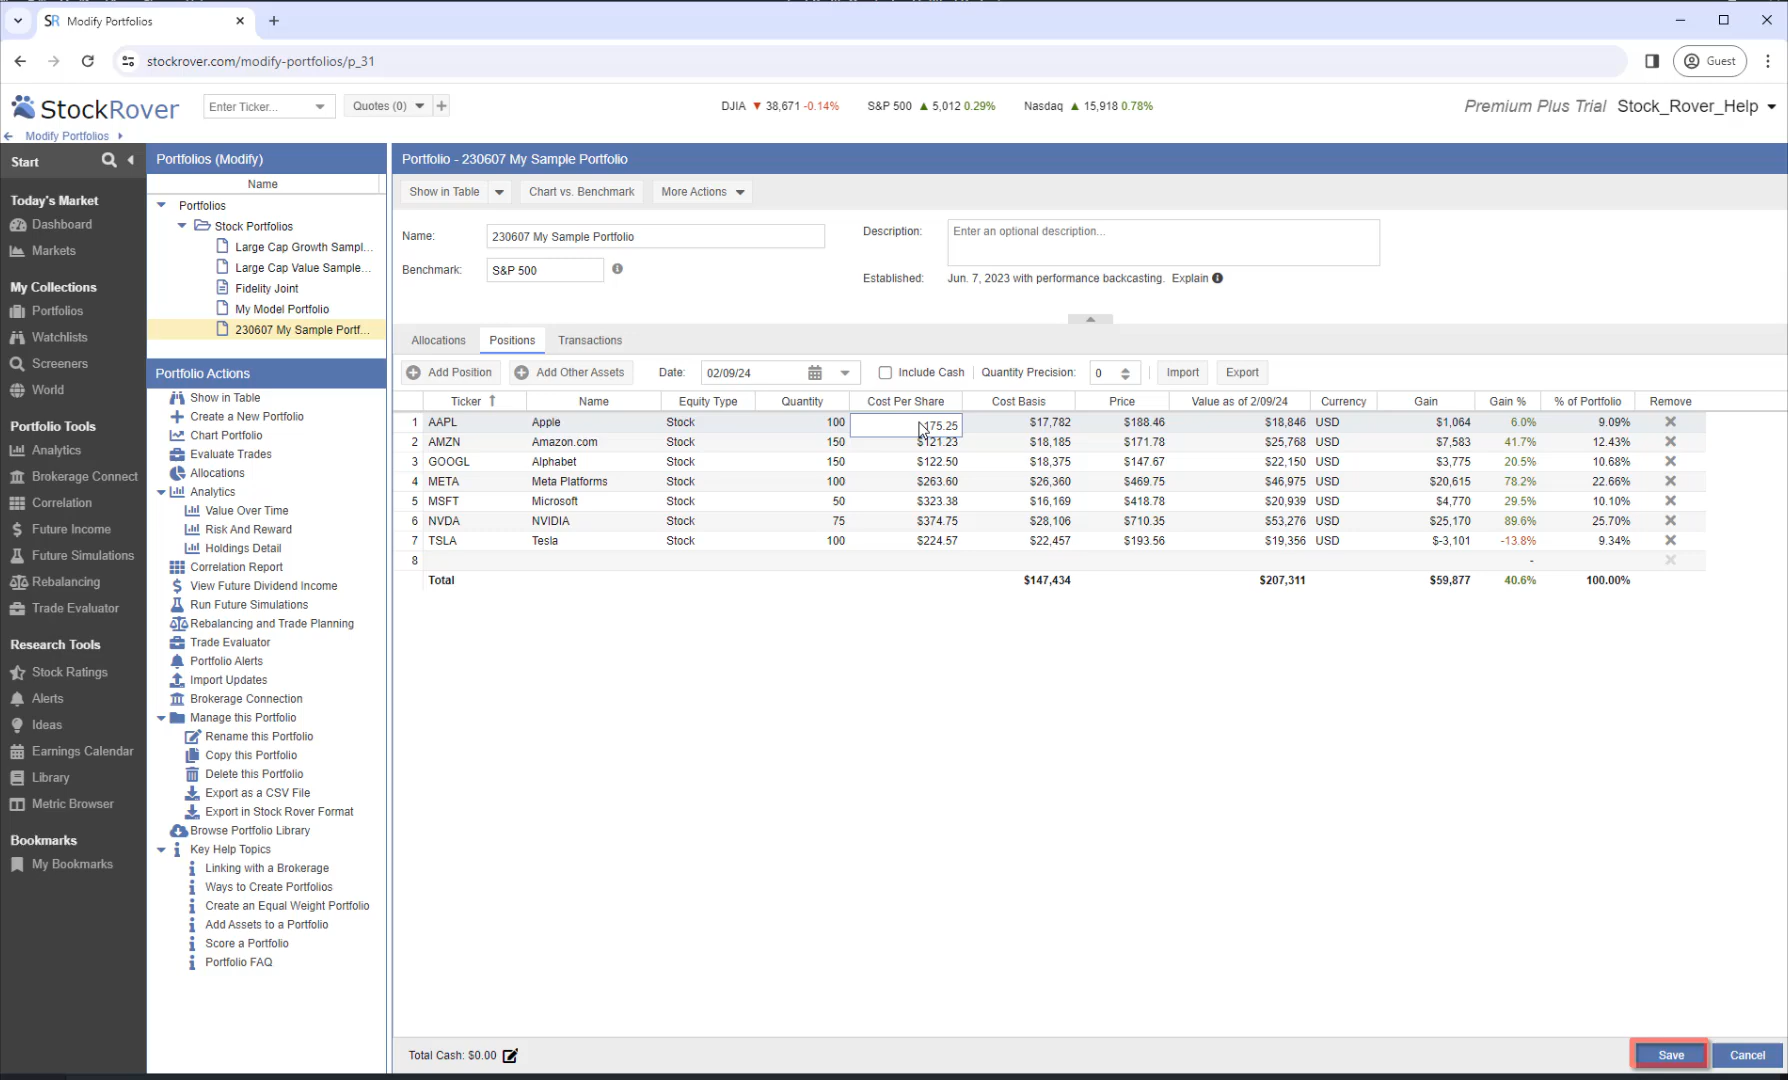 Modify Portfolios
stockrover.com/modify-portfolios/p_31
Guest
StockRover
Enter Ticker...
Quotes (0)
DJIA ▼ 38,671 -0.14% S&P 500 ▲ 5,012 0.29% Nasdaq ▲ 15,918 0.78%
Premium Plus Trial Stock_Rover_Help
Modify Portfolios
Start
Today's Market
Dashboard
Markets
My Collections
Portfolios
Watchlists
Screeners
World
Portfolio Tools
Analytics
Brokerage Connect
Correlation
Future Income
Future Simulations
Rebalancing
Trade Evaluator
Research Tools
Stock Ratings
Alerts
Ideas
Earnings Calendar
Library
Metric Browser
Bookmarks
My Bookmarks
Portfolios (Modify)
Name
Portfolios
Stock Portfolios
Large Cap Growth Sampl...
Large Cap Value Sample...
Fidelity Joint
My Model Portfolio
230607 My Sample Portf...
Portfolio Actions
Show in Table
Create a New Portfolio
Chart Portfolio
Evaluate Trades
Allocations
Analytics
Value Over Time
Risk And Reward
Holdings Detail
Correlation Report
View Future Dividend Income
Run Future Simulations
Rebalancing and Trade Planning
Trade Evaluator
Portfolio Alerts
Import Updates
Brokerage Connection
Manage this Portfolio
Rename this Portfolio
Copy this Portfolio
Delete this Portfolio
Export as a CSV File
Export in Stock Rover Format
Browse Portfolio Library
Key Help Topics
Linking with a Brokerage
Ways to Create Portfolios
Create an Equal Weight Portfolio
Add Assets to a Portfolio
Score a Portfolio
Portfolio FAQ
Portfolio - 230607 My Sample Portfolio
Show in Table Chart vs. Benchmark More Actions
Name: 230607 My Sample Portfolio
Benchmark: S&P 500
Description: Enter an optional description...
Established: Jun. 7, 2023 with performance backcasting. Explain
Allocations Positions Transactions
Add Position Add Other Assets Date: 02/09/24 Include Cash Quantity Precision: 0 Import Export
Ticker Name Equity Type Quantity Cost Per Share Cost Basis Price Value as of 2/09/24 Currency Gain Gain % % of Portfolio Remove
1 AAPL Apple Stock 100 175.25 $17,782 $188.46 $18,846 USD $1,064 6.0% 9.09%
2 AMZN Amazon.com Stock 150 $121.23 $18,185 $171.78 $25,768 USD $7,583 41.7% 12.43%
3 GOOGL Alphabet Stock 150 $122.50 $18,375 $147.67 $22,150 USD $3,775 20.5% 10.68%
4 META Meta Platforms Stock 100 $263.60 $26,360 $469.75 $46,975 USD $20,615 78.2% 22.66%
5 MSFT Microsoft Stock 50 $323.38 $16,169 $418.78 $20,939 USD $4,770 29.5% 10.10%
6 NVDA NVIDIA Stock 75 $374.75 $28,106 $710.35 $53,276 USD $25,170 89.6% 25.70%
7 TSLA Tesla Stock 100 $224.57 $22,457 $193.56 $19,356 USD $-3,101 -13.8% 9.34%
8 -
Total $147,434 $207,311 $59,877 40.6% 100.00%
Total Cash: $0.00
Save Cancel